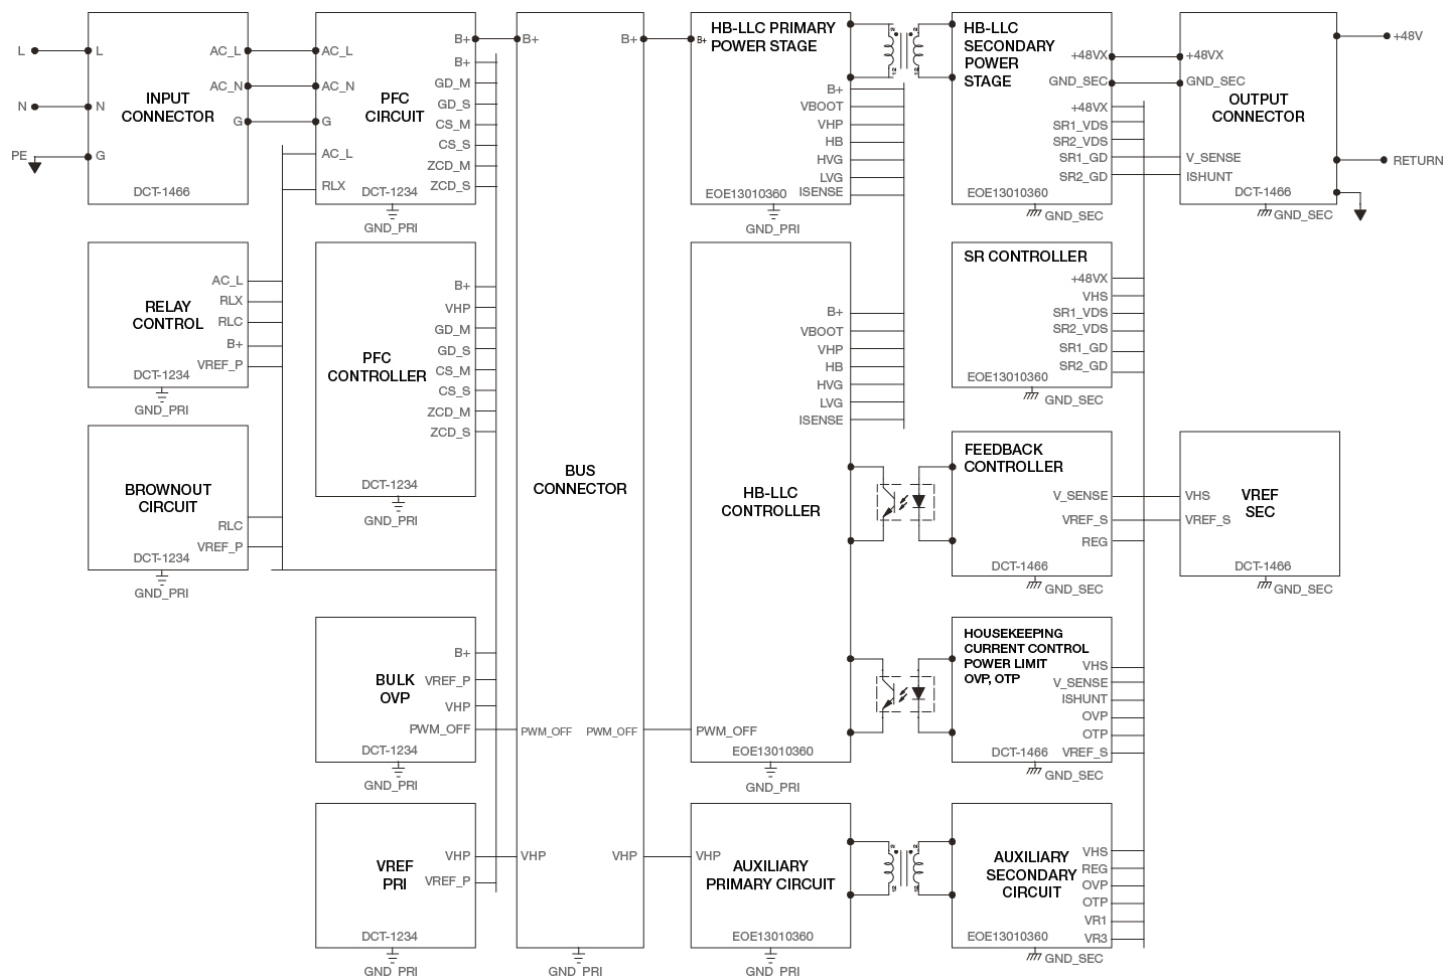 L
N
PE
L
N
G
AC_L
AC_N
G
INPUT
CONNECTOR
DCT-1466
AC_L
AC_N
G
AC_L
RLX
PFC
CIRCUIT
B+
B+
GD_M
GD_S
CS_M
CS_S
ZCD_M
ZCD_S
DCT-1234
GND_PRI
B+
B+
BUS
CONNECTOR
PWM_OFF
PWM_OFF
VHP
VHP
GND_PRI
HB-LLC PRIMARY
POWER STAGE
B+
B+
VBOOT
VHP
HB
HVG
LVG
ISENSE
EOE13010360
GND_PRI
HB-LLC
SECONDARY
POWER
STAGE
+48VX
GND_SEC
+48VX
SR1_VDS
SR2_VDS
SR1_GD
SR2_GD
EOE13010360
GND_SEC
+48VX
GND_SEC
OUTPUT
CONNECTOR
V_SENSE
ISHUNT
DCT-1466
GND_SEC
+48V
RETURN
RELAY
CONTROL
AC_L
RLX
RLC
B+
VREF_P
DCT-1234
GND_PRI
PFC
CONTROLLER
B+
VHP
GD_M
GD_S
CS_M
CS_S
ZCD_M
ZCD_S
DCT-1234
GND_PRI
HB-LLC
CONTROLLER
B+
VBOOT
VHP
HB
HVG
LVG
ISENSE
PWM_OFF
EOE13010360
GND_PRI
SR CONTROLLER
+48VX
VHS
SR1_VDS
SR2_VDS
SR1_GD
SR2_GD
EOE13010360
GND_SEC
BROWNOUT
CIRCUIT
RLC
VREF_P
DCT-1234
GND_PRI
FEEDBACK
CONTROLLER
V_SENSE
VREF_S
REG
DCT-1466
GND_SEC
VHS
VREF_S
VREF
SEC
DCT-1466
GND_SEC
BULK
OVP
B+
VREF_P
VHP
PWM_OFF
DCT-1234
GND_PRI
HOUSEKEEPING
CURRENT CONTROL
POWER LIMIT
OVP, OTP
VHS
V_SENSE
ISHUNT
OVP
OTP
VREF_S
DCT-1466
GND_SEC
VREF
PRI
VHP
VREF_P
DCT-1234
GND_PRI
VHP
AUXILIARY
PRIMARY CIRCUIT
EOE13010360
GND_PRI
AUXILIARY
SECONDARY
CIRCUIT
VHS
REG
OVP
OTP
VR1
VR3
EOE13010360
GND_SEC